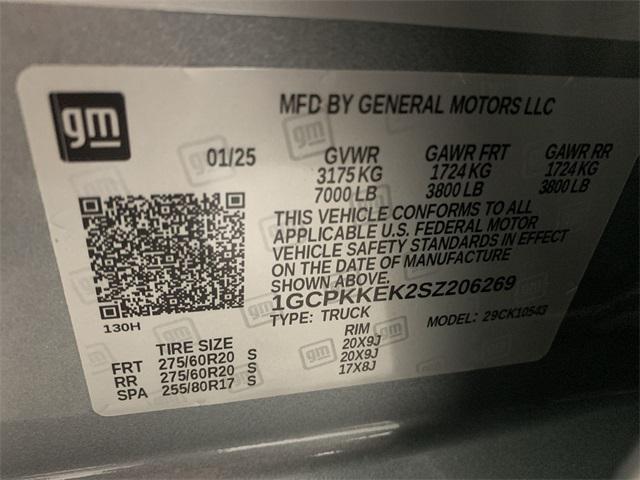 gm
MFD BY GENERAL MOTORS LLC
01/25 GVWR GAWR FRT GAWR RR
3175 KG 1724 KG 1724 KG
7000 LB 3800 LB 3800 LB
THIS VEHICLE CONFORMS TO ALL
APPLICABLE U.S. FEDERAL MOTOR
VEHICLE SAFETY STANDARDS IN EFFECT
ON THE DATE OF MANUFACTURE
SHOWN ABOVE.
1GCPKKEK2SZ206269
TYPE: TRUCK MODEL: 29CK10543
130H
TIRE SIZE RIM
FRT 275/60R20 S 20X9J
RR 275/60R20 S 20X9J
SPA 255/80R17 S 17X8J